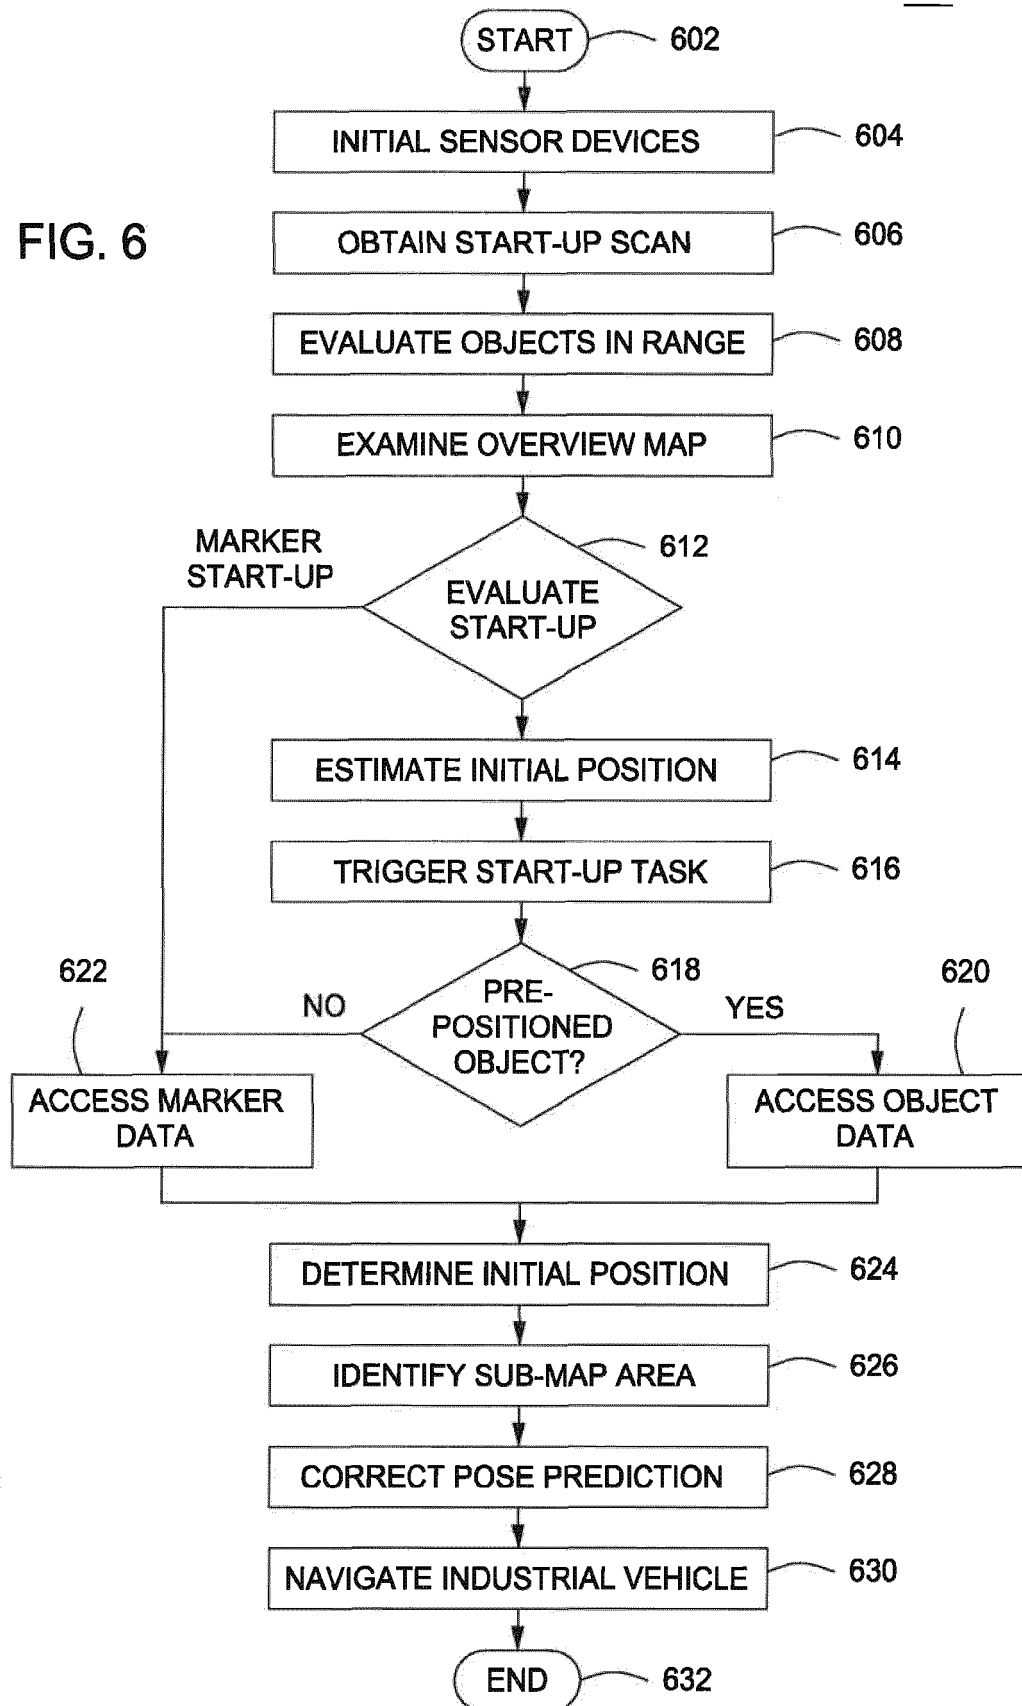 START
602
INITIAL SENSOR DEVICES
604
FIG. 6
OBTAIN START-UP SCAN
606
EVALUATE OBJECTS IN RANGE
608
EXAMINE OVERVIEW MAP
610
MARKER
START-UP
612
EVALUATE
START-UP
ESTIMATE INITIAL POSITION
614
TRIGGER START-UP TASK
616
622
618
620
NO
PRE-
POSITIONED
OBJECT?
YES
ACCESS MARKER
DATA
ACCESS OBJECT
DATA
DETERMINE INITIAL POSITION
624
IDENTIFY SUB-MAP AREA
626
CORRECT POSE PREDICTION
628
NAVIGATE INDUSTRIAL VEHICLE
630
END
632